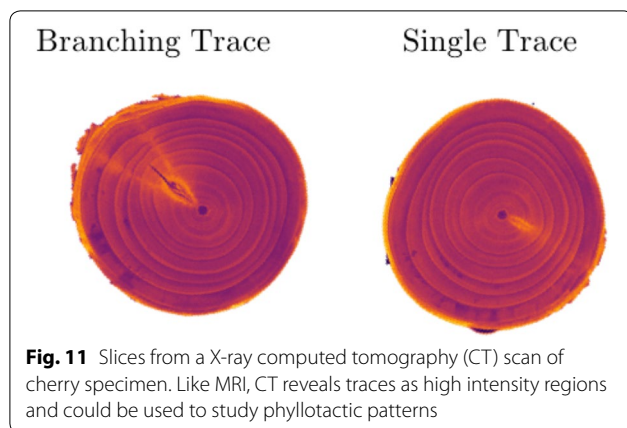 Branching Trace
Single Trace
Fig. 11 Slices from a X-ray computed tomography (CT) scan of
cherry specimen. Like MRI, CT reveals traces as high intensity regions
and could be used to study phyllotactic patterns